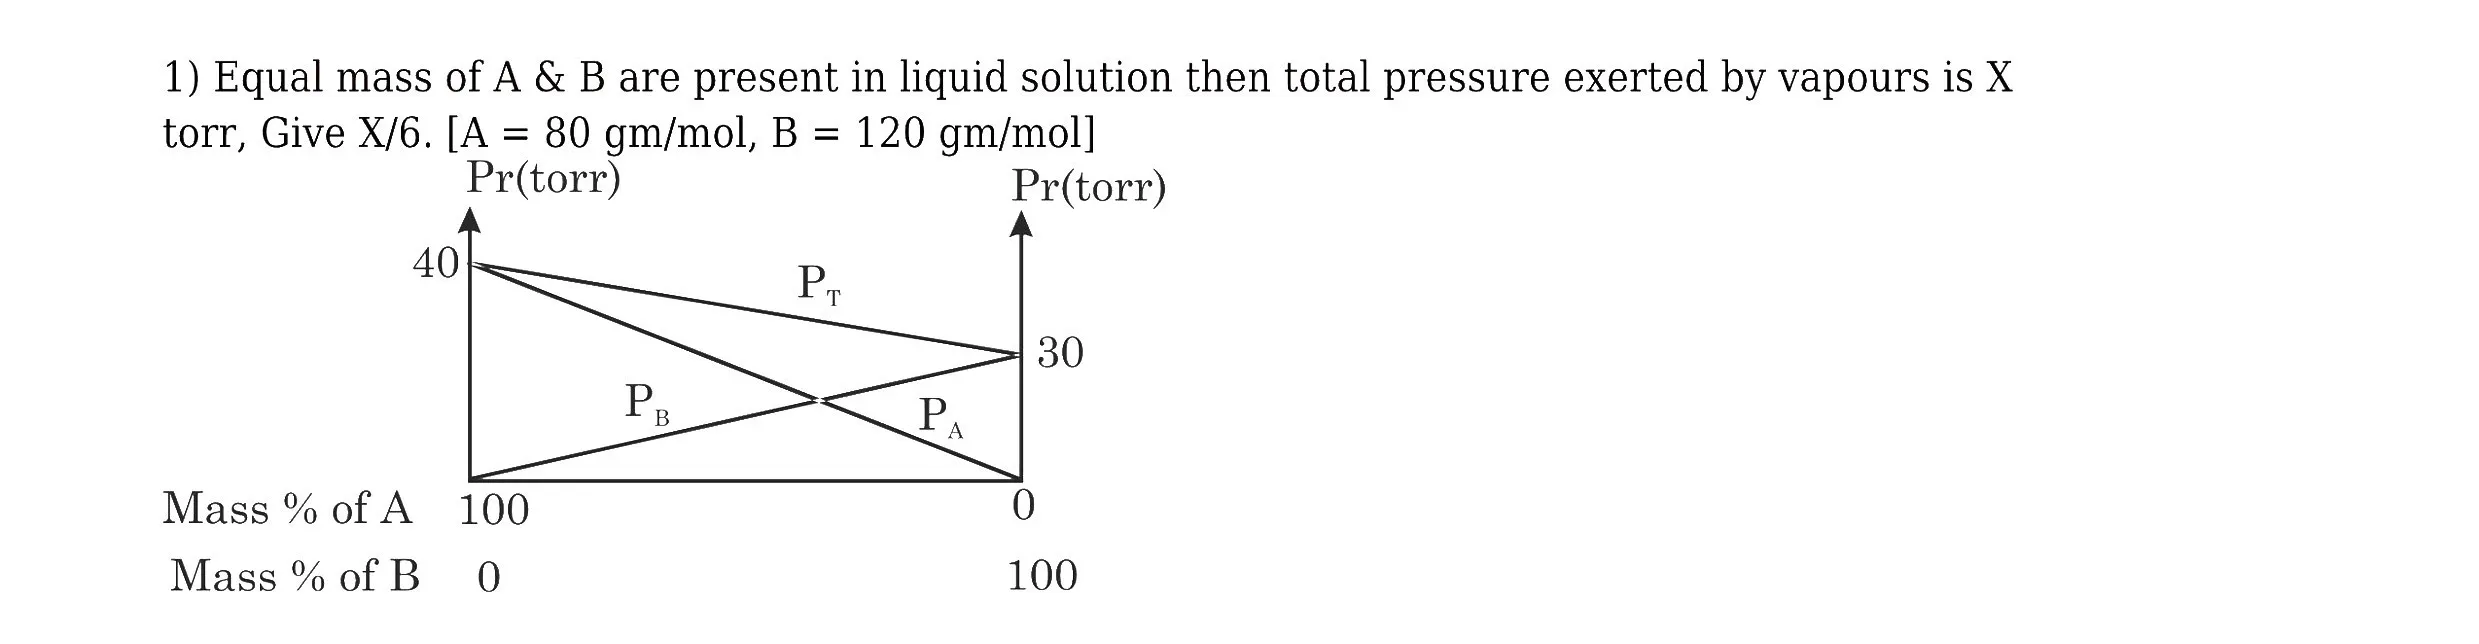 1) Equal mass of A & B are present in liquid solution then total pressure exerted by vapours is X
torr, Give X/6. [A = 80 gm/mol, B = 120 gm/mol]
Pr(torr)
Pr(torr)
40
P_T
30
P_B
P_A
Mass % of A 100 0
Mass % of B 0 100